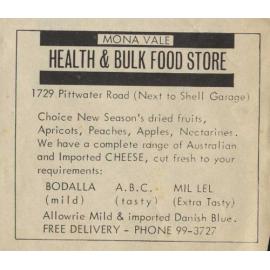 MONA VALE
HEALTH & BULK FOOD STORE
1729 Pittwater Road (Next to Shell Garage)
Choice New Season's dried fruits,
Apricots, Peaches, Apples, Nectarines.
We have a complete range of Australian
and Imported CHEESE, cut fresh to your
requirements:
BODALLA A.B.C. MIL LEL
(mild) (tasty) (Extra Tasty)
Allowrie Mild & imported Danish Blue.
FREE DELIVERY - PHONE 99-3727